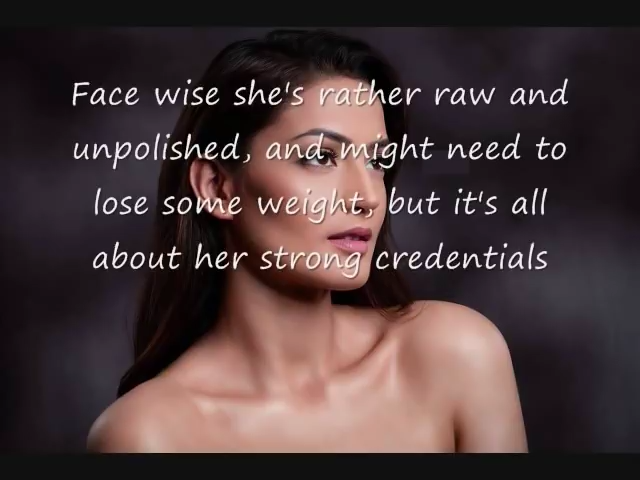 Face wise she's rather raw and
unpolished, and might need to
lose some weight, but it's all
about her strong credentials